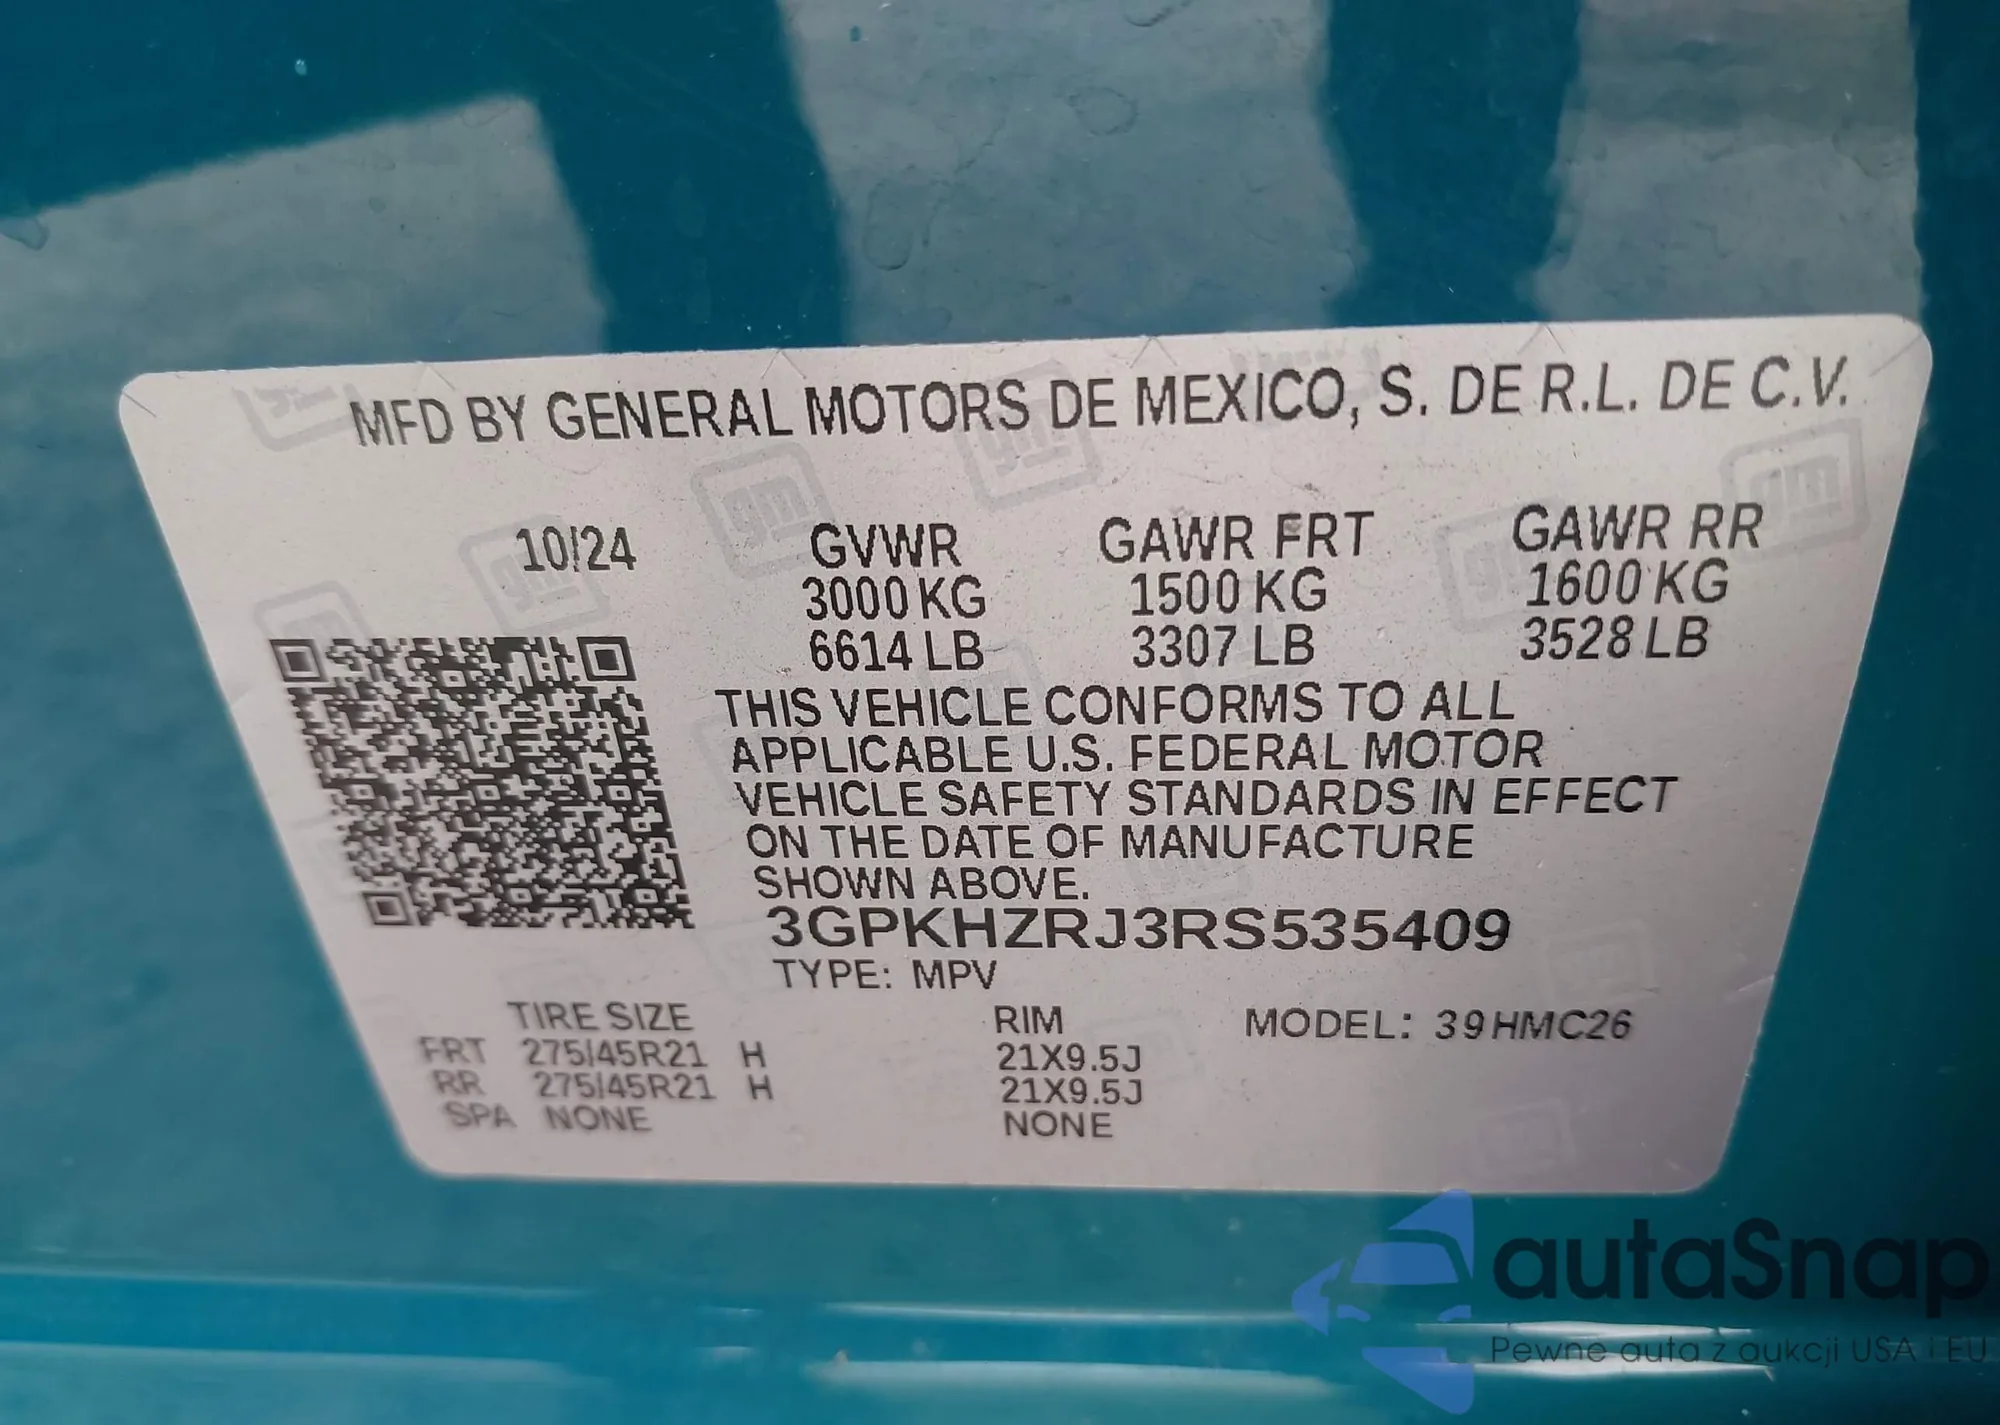 MFD BY GENERAL MOTORS DE MEXICO, S. DE R.L. DE C.V.
10/24 GVWR GAWR FRT GAWR RR
3000 KG 1500 KG 1600 KG
6614 LB 3307 LB 3528 LB
THIS VEHICLE CONFORMS TO ALL
APPLICABLE U.S. FEDERAL MOTOR
VEHICLE SAFETY STANDARDS IN EFFECT
ON THE DATE OF MANUFACTURE
SHOWN ABOVE.
3GPKHZRJ3RS535409
TYPE: MPV
TIRE SIZE RIM MODEL: 39HMC26
FRT 275/45R21 H 21X9.5J
RR 275/45R21 H 21X9.5J
SPA NONE NONE
autaSnap
Pewne auta z aukcji USA i EU